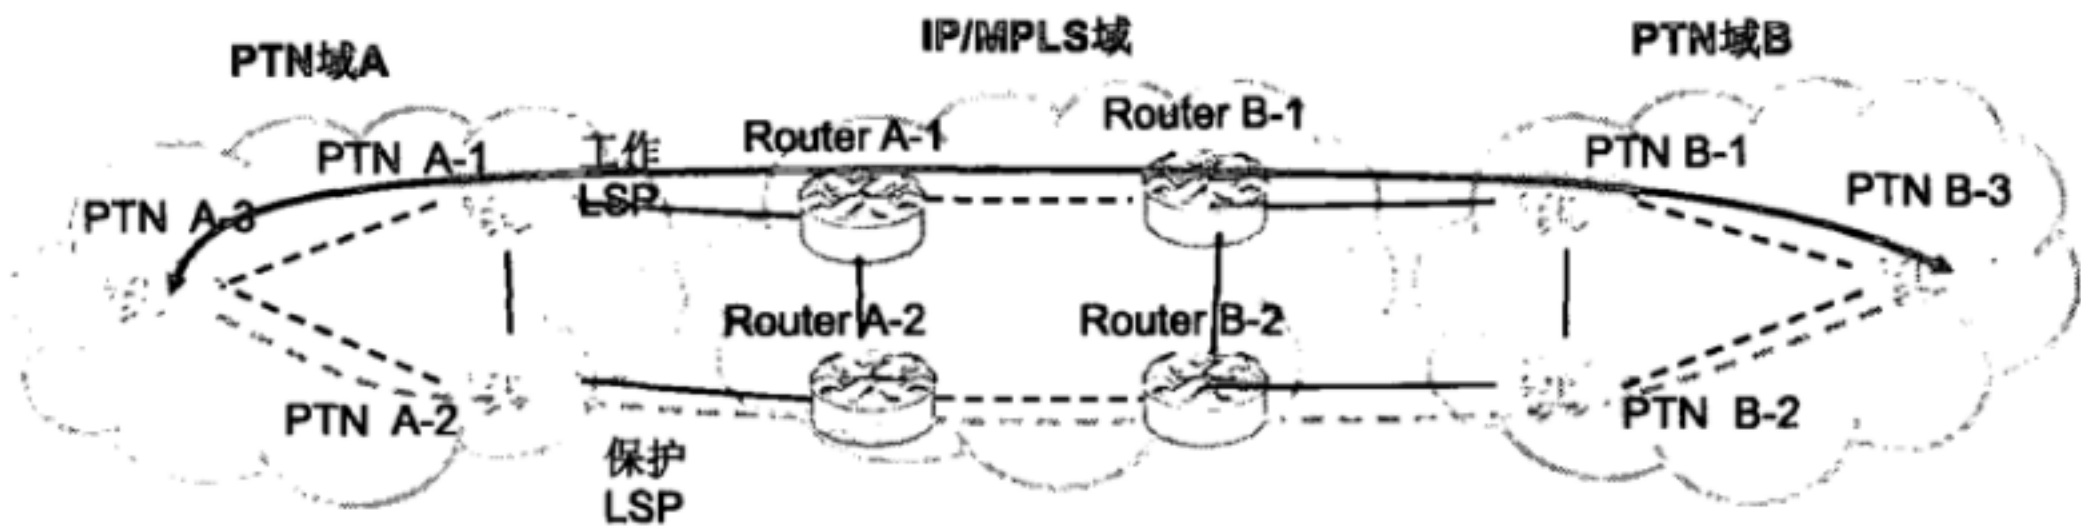 PTN域A
IP/MPLS域
PTN域B
PTN A-1
工作
LSP
Router A-1
Router B-1
PTN B-1
PTN A-3
PTN B-3
Router A-2
Router B-2
PTN A-2
PTN B-2
保护
LSP